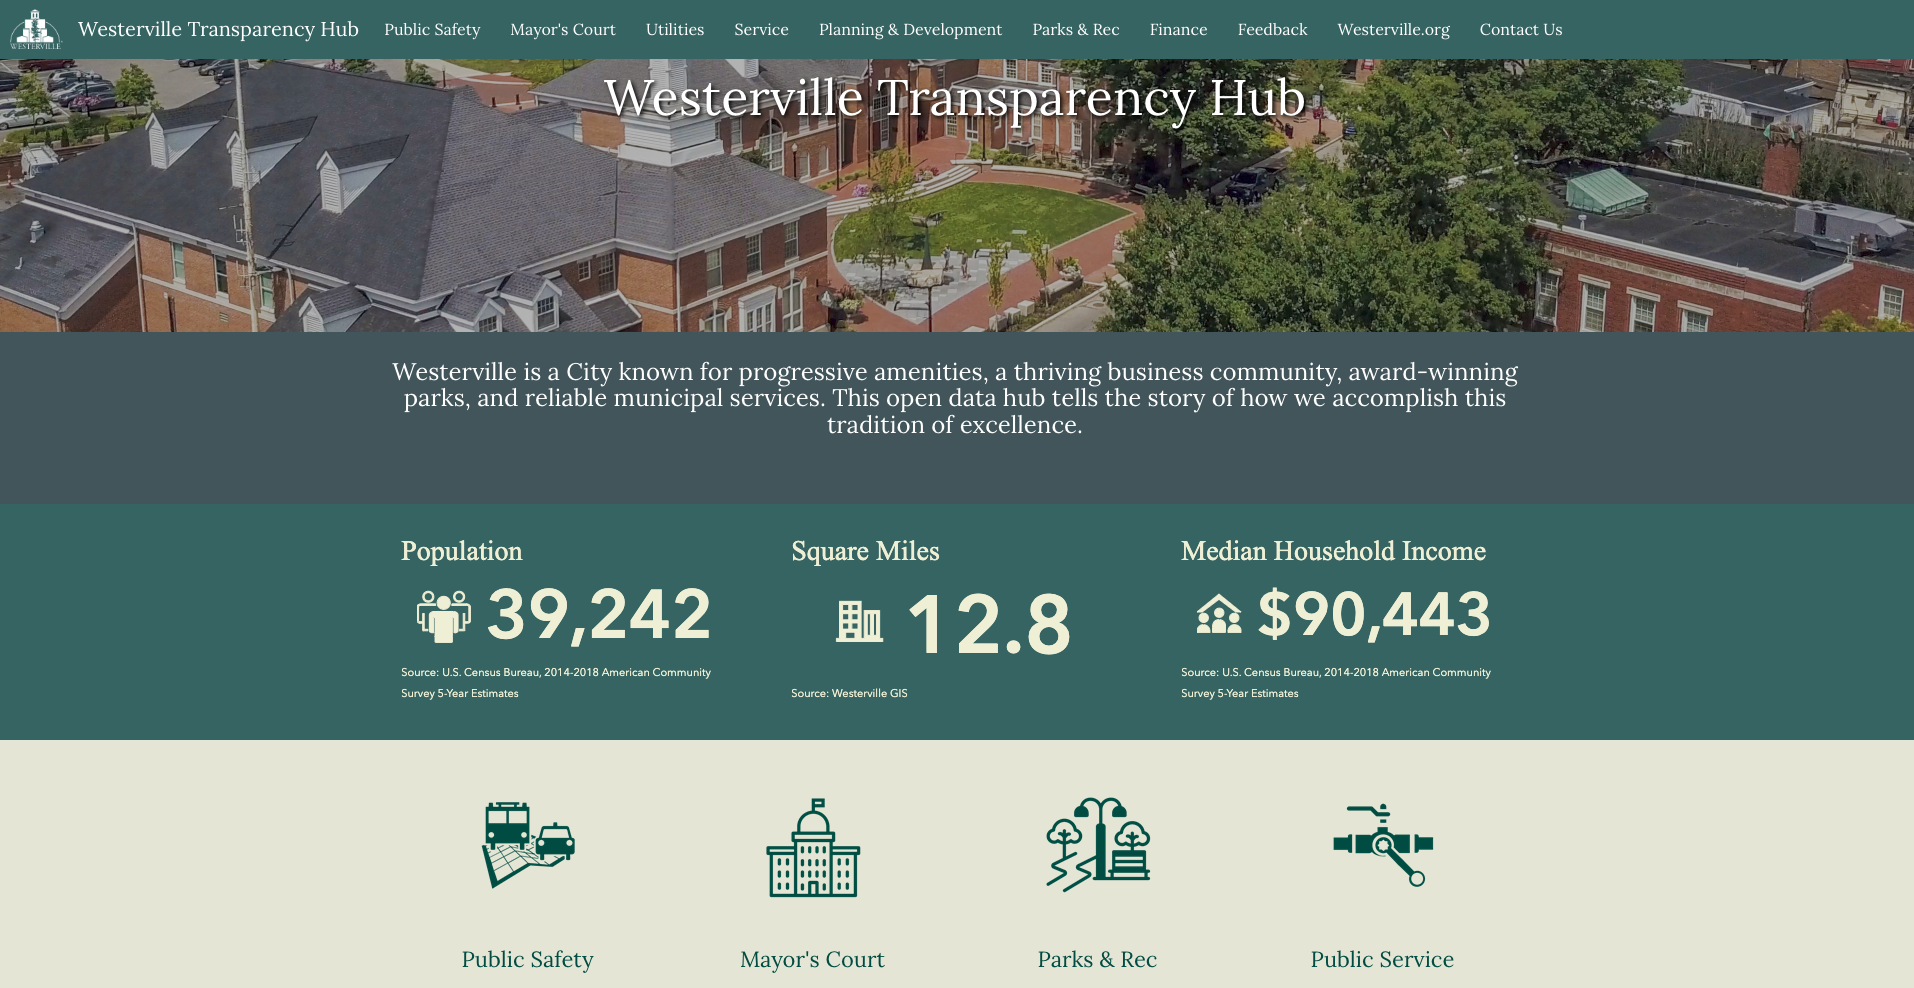 WESTERVILLE
Westerville Transparency Hub
Public Safety
Mayor's Court
Utilities
Service
Planning & Development
Parks & Rec
Finance
Feedback
Westerville.org
Contact Us
Westerville Transparency Hub
Westerville is a City known for progressive amenities, a thriving business community, award-winning
parks, and reliable municipal services. This open data hub tells the story of how we accomplish this
tradition of excellence.
Population
39,242
Source: U.S. Census Bureau, 2014-2018 American Community
Survey 5-Year Estimates
Square Miles
12.8
Source: Westerville GIS
Median Household Income
$90,443
Source: U.S. Census Bureau, 2014-2018 American Community
Survey 5-Year Estimates
Public Safety
Mayor's Court
Parks & Rec
Public Service